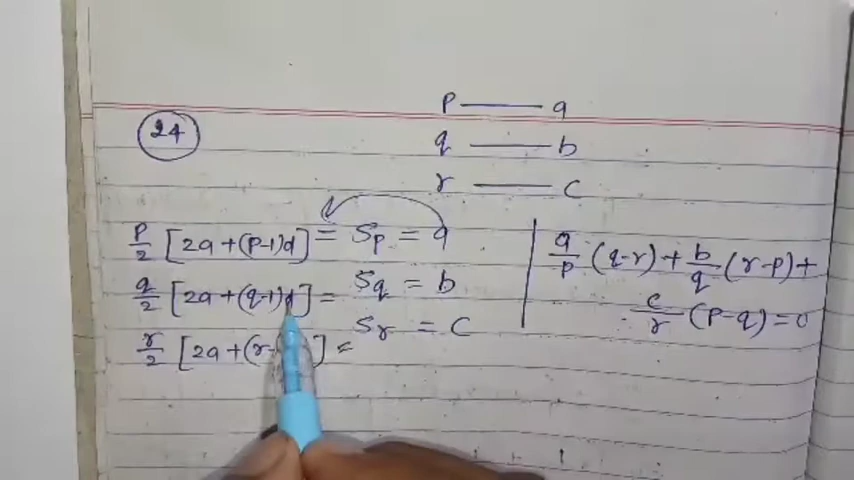 p — a
24
q — b
r — c
p/2 [2a+(p-1)d] = Sp = a
q/2 [2a+(q-1)d] = Sq = b
r/2 [2a+(r- ] = Sr = c
a/p (q-r)+ b/q (r-p)+
c/r (p-q)=0